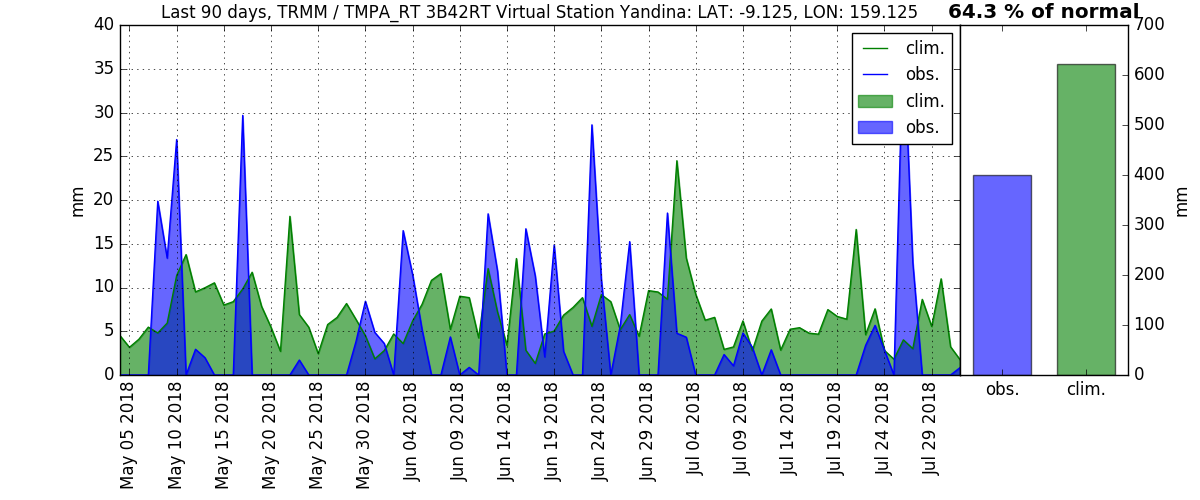 Last 90 days, TRMM / TMPA_RT 3B42RT Virtual Station Yandina: LAT: -9.125, LON: 159.125
64.3 % of normal
40
35
30
25
20
15
10
5
0
mm
clim.
obs.
clim.
obs.
700
600
500
400
300
200
100
0
mm
May 05 2018
May 10 2018
May 15 2018
May 20 2018
May 25 2018
May 30 2018
Jun 04 2018
Jun 09 2018
Jun 14 2018
Jun 19 2018
Jun 24 2018
Jun 29 2018
Jul 04 2018
Jul 09 2018
Jul 14 2018
Jul 19 2018
Jul 24 2018
Jul 29 2018
obs.
clim.